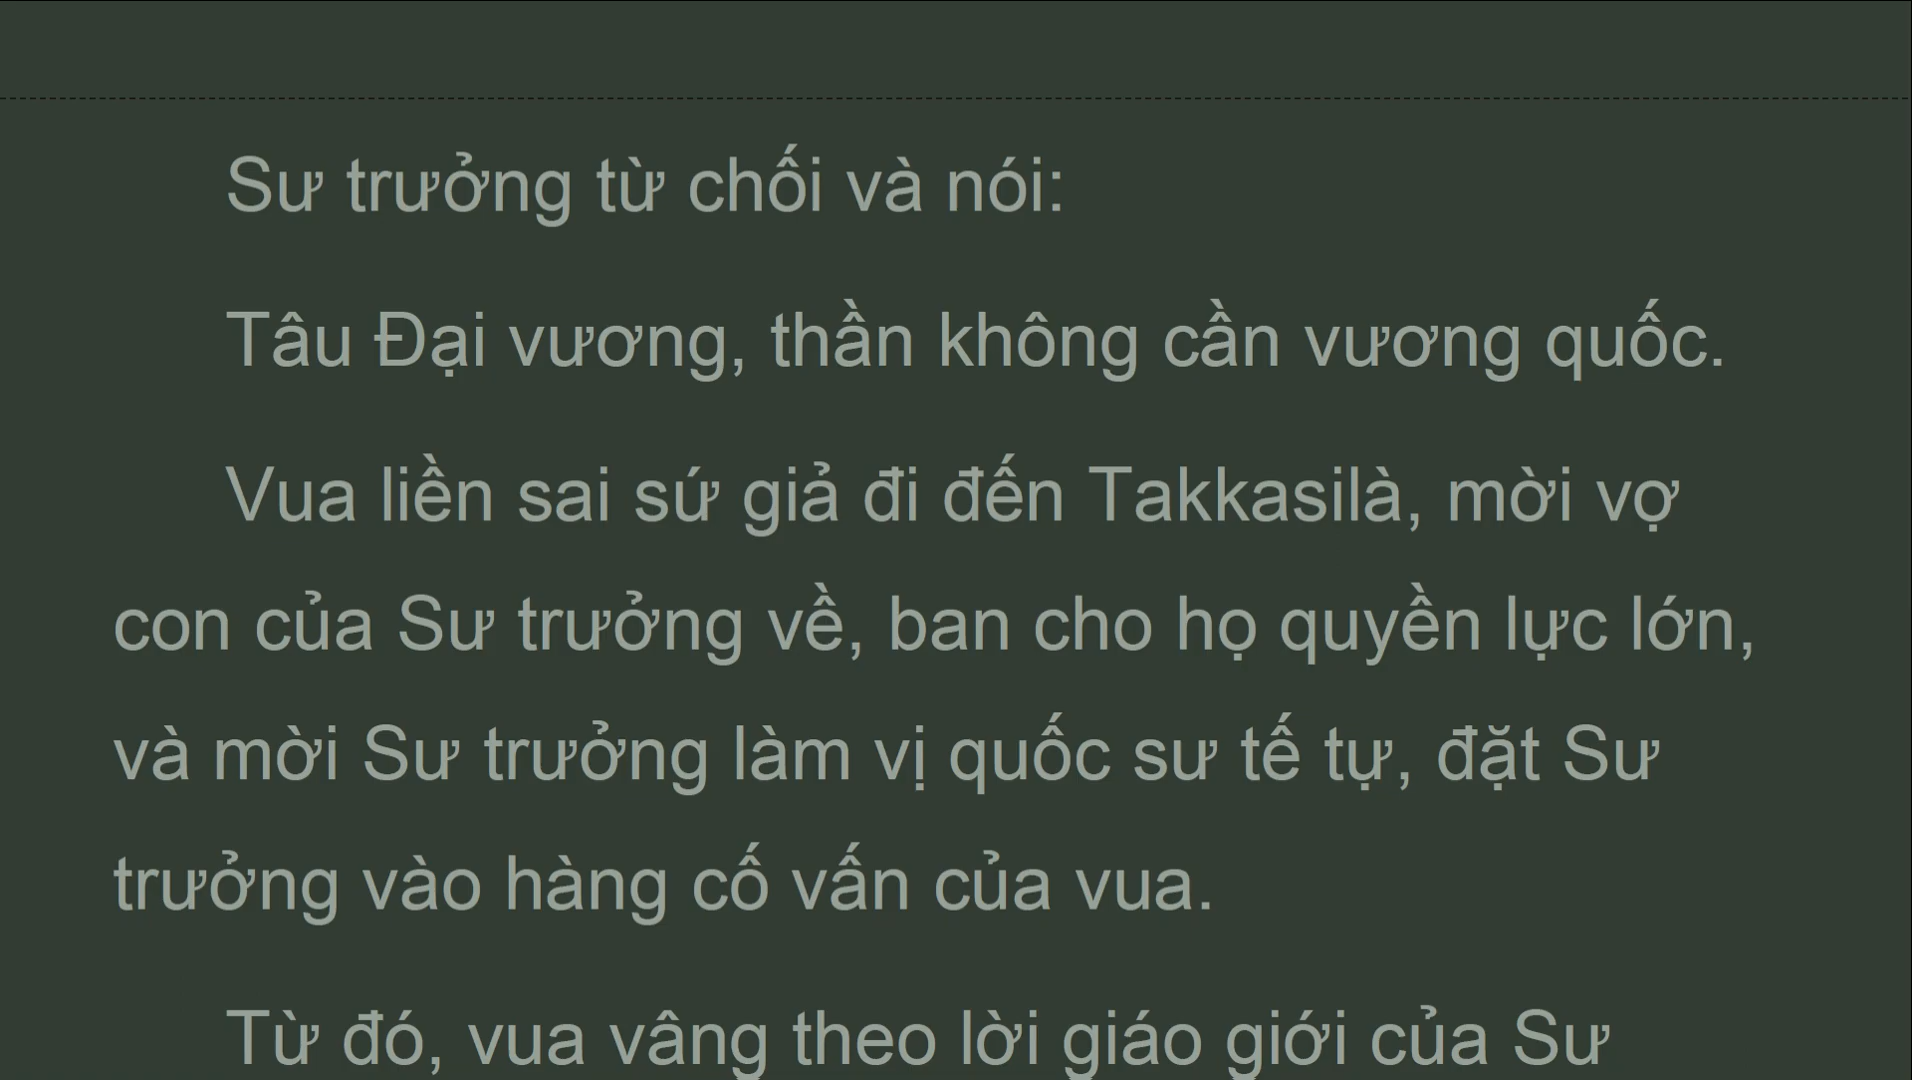 Sư trưởng từ chối và nói:
Tâu Đại vương, thần không cần vương quốc.
Vua liền sai sứ giả đi đến Takkasilà, mời vợ
con của Sư trưởng về, ban cho họ quyền lực lớn,
và mời Sư trưởng làm vị quốc sư tế tự, đặt Sư
trưởng vào hàng cố vấn của vua.
Từ đó, vua vâng theo lời giáo giới của Sư